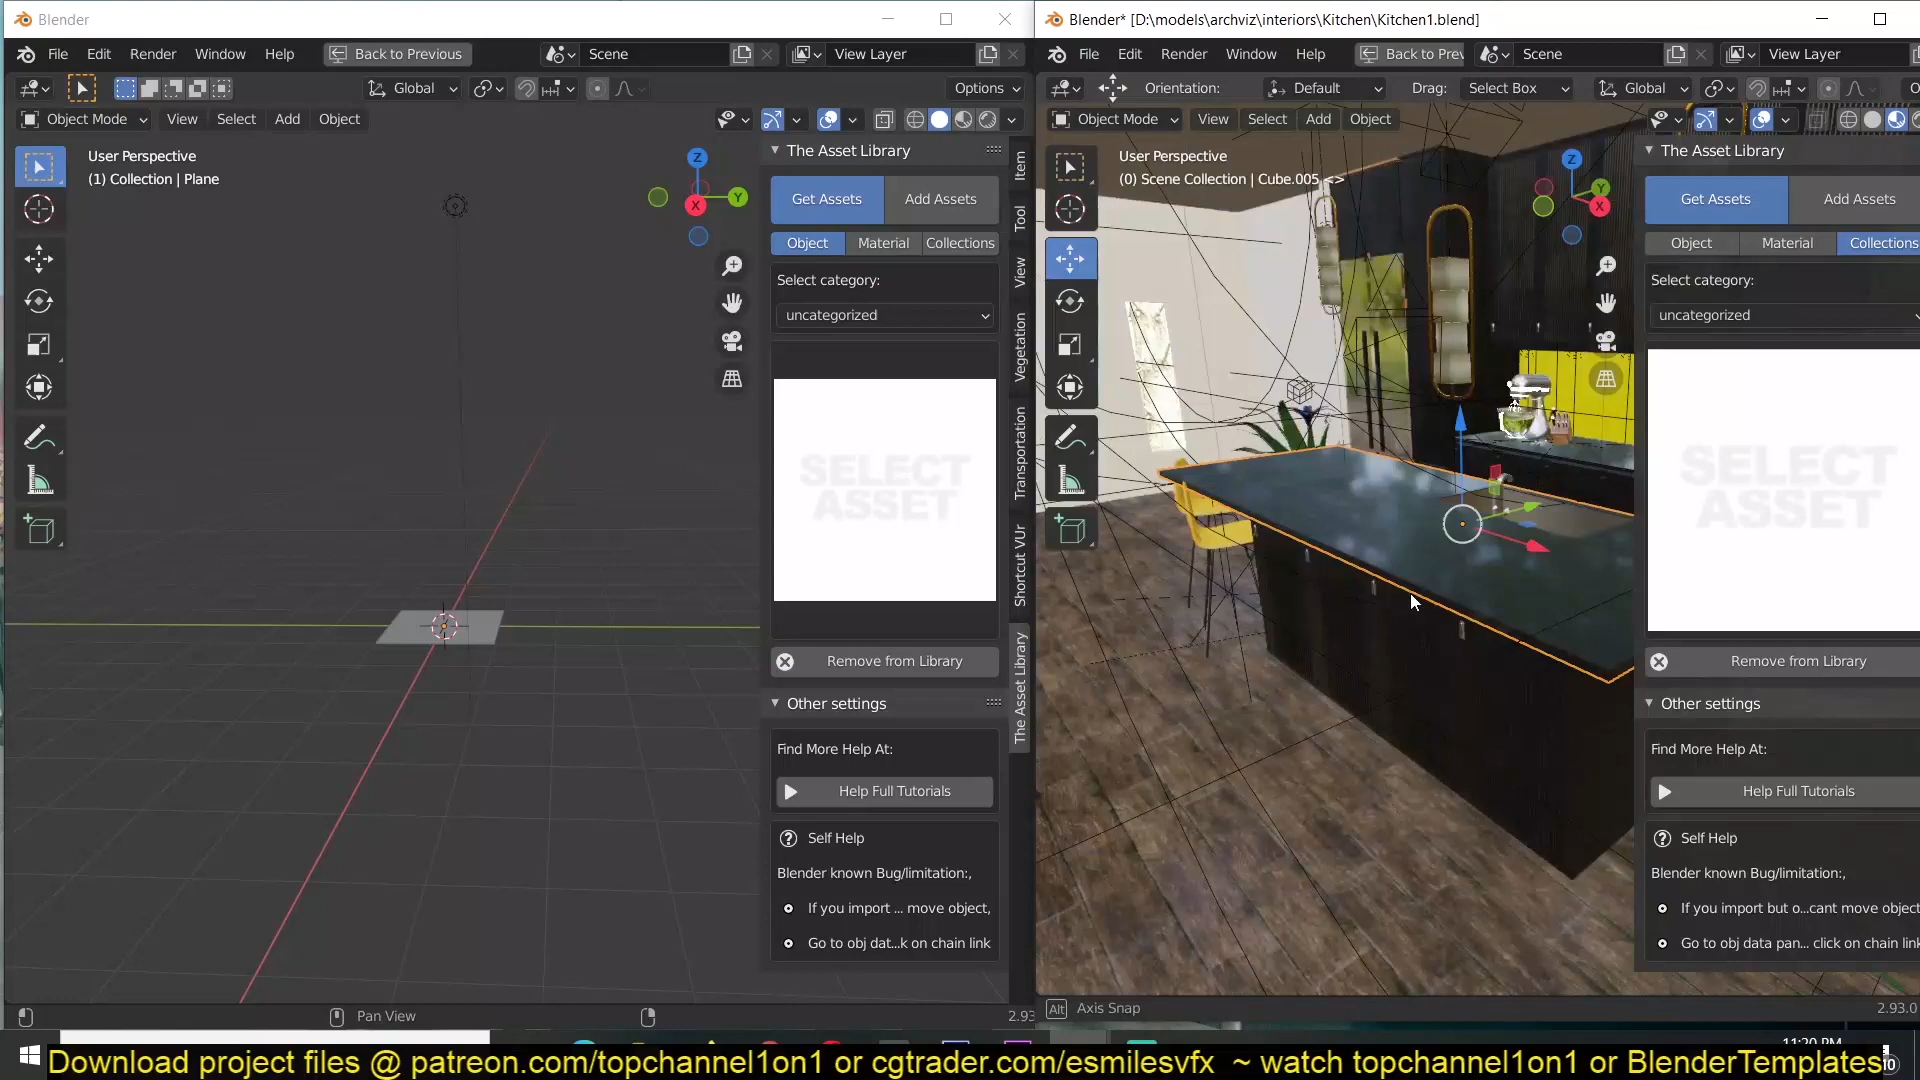 Blender
File Edit Render Window Help Back to Previous Scene View Layer
Global Options
Object Mode View Select Add Object
User Perspective
(1) Collection | Plane
Z
Y
X
The Asset Library
Get Assets Add Assets
Object Material Collections
Select category:
uncategorized
SELECT
ASSET
Remove from Library
Other settings
Find More Help At:
Help Full Tutorials
Self Help
Blender known Bug/limitation:,
If you import ... move object,
Go to obj dat...k on chain link
Item
Tool
View
Vegetation
Transportation
Shortcut VUr
The Asset Library
Pan View
2.93
Blender* [D:\models\archviz\interiors\Kitchen\Kitchen1.blend]
File Edit Render Window Help Back to Prev Scene View Layer
Orientation: Default Drag: Select Box Global O
Object Mode View Select Add Object
User Perspective
(0) Scene Collection | Cube.005 <>
Z
Y
X
The Asset Library
Get Assets Add Assets
Object Material Collections
Select category:
uncategorized
SELECT
ASSET
Remove from Library
Other settings
Find More Help At:
Help Full Tutorials
Self Help
Blender known Bug/limitation:,
If you import but o...cant move object
Go to obj data pan... click on chain link
Alt Axis Snap
2.93.0
11:20 PM
Download project files @ patreon.com/topchannel1on1 or cgtrader.com/esmilesvfx ~ watch topchannel1on1 or BlenderTemplates